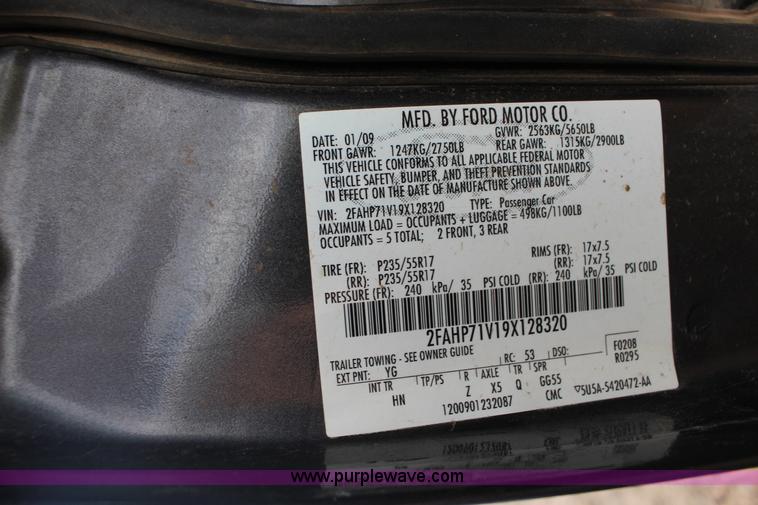 MFD. BY FORD MOTOR CO.
DATE: 01/09 GVWR: 2563KG/5650LB
FRONT GAWR: 1247KG/2750LB REAR GAWR: 1315KG/2900LB
THIS VEHICLE CONFORMS TO ALL APPLICABLE FEDERAL MOTOR
VEHICLE SAFETY, BUMPER, AND THEFT PREVENTION STANDARDS
IN EFFECT ON THE DATE OF MANUFACTURE SHOWN ABOVE.
VIN: 2FAHP71V19X128320 TYPE: Passenger Car
MAXIMUM LOAD = OCCUPANTS + LUGGAGE = 498KG/1100LB
OCCUPANTS = 5 TOTAL; 2 FRONT, 3 REAR
TIRE (FR): P235/55R17 RIMS (FR): 17x7.5
(RR): P235/55R17 (RR): 17x7.5
PRESSURE (FR): 240 kPa/ 35 PSI COLD (RR): 240 kPa/ 35 PSI COLD
2FAHP71V19X128320
TRAILER TOWING - SEE OWNER GUIDE
F020B
EXT PNT: YG RC: 53 DSO: R0295
INT TR TP/PS R AXLE TR SPR
HN Z X5 Q GG55
12009012320B7 CMC 5U5A-5420472-AA
www.purplewave.com